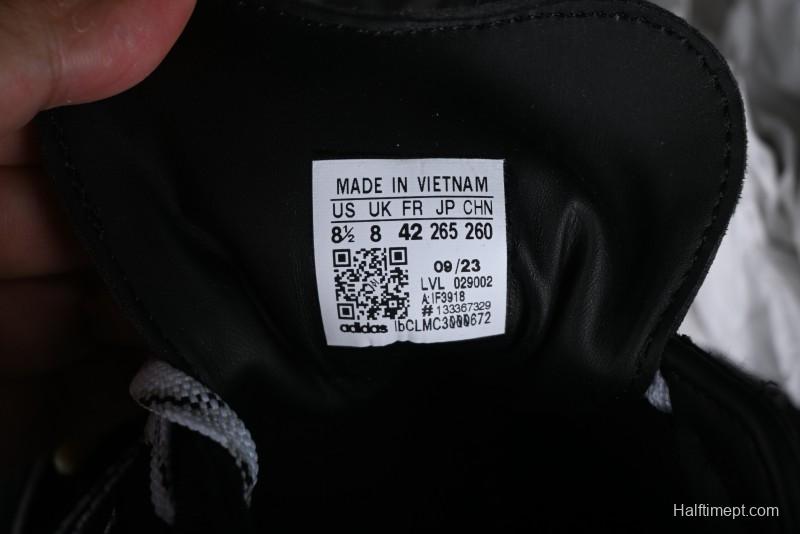 MADE IN VIETNAM
US UK FR JP CHN
8½ 8 42 265 260
09/23
LVL 029002
A:IF3918
# 133367329
adidas
Halftimept.com